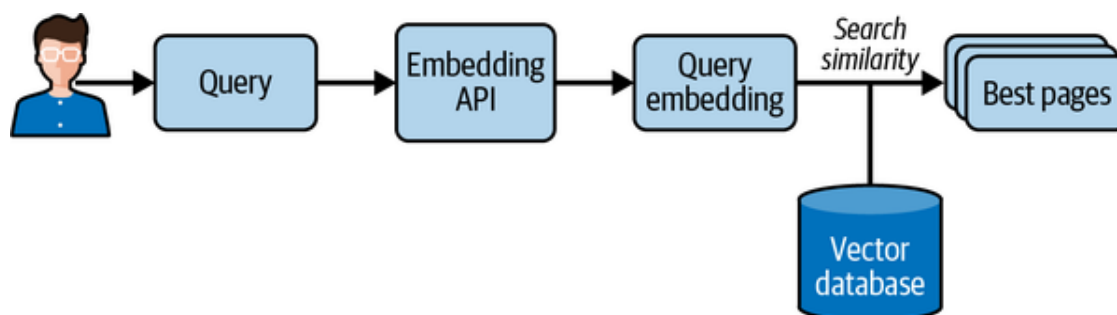 Query
Embedding
API
Query
embedding
Search
similarity
Best pages
Vector
database